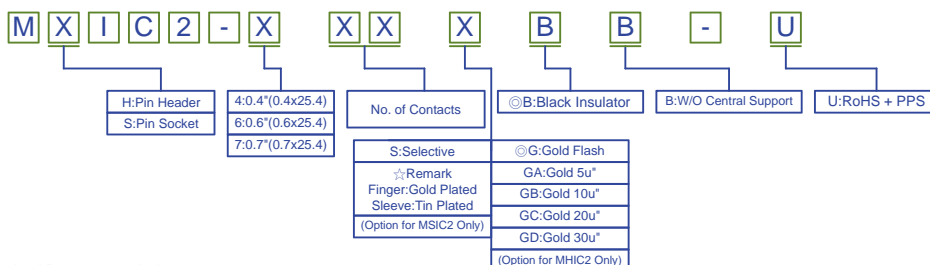 M X I C 2 - X X X X B B - U
H:Pin Header
S:Pin Socket
4:0.4"(0.4x25.4)
6:0.6"(0.6x25.4)
7:0.7"(0.7x25.4)
No. of Contacts
S:Selective
☆Remark
Finger:Gold Plated
Sleeve:Tin Plated
(Option for MSIC2 Only)
◎G:Gold Flash
GA:Gold 5u"
GB:Gold 10u"
GC:Gold 20u"
GD:Gold 30u"
(Option for MHIC2 Only)
◎B:Black Insulator
B:W/O Central Support
U:RoHS + PPS